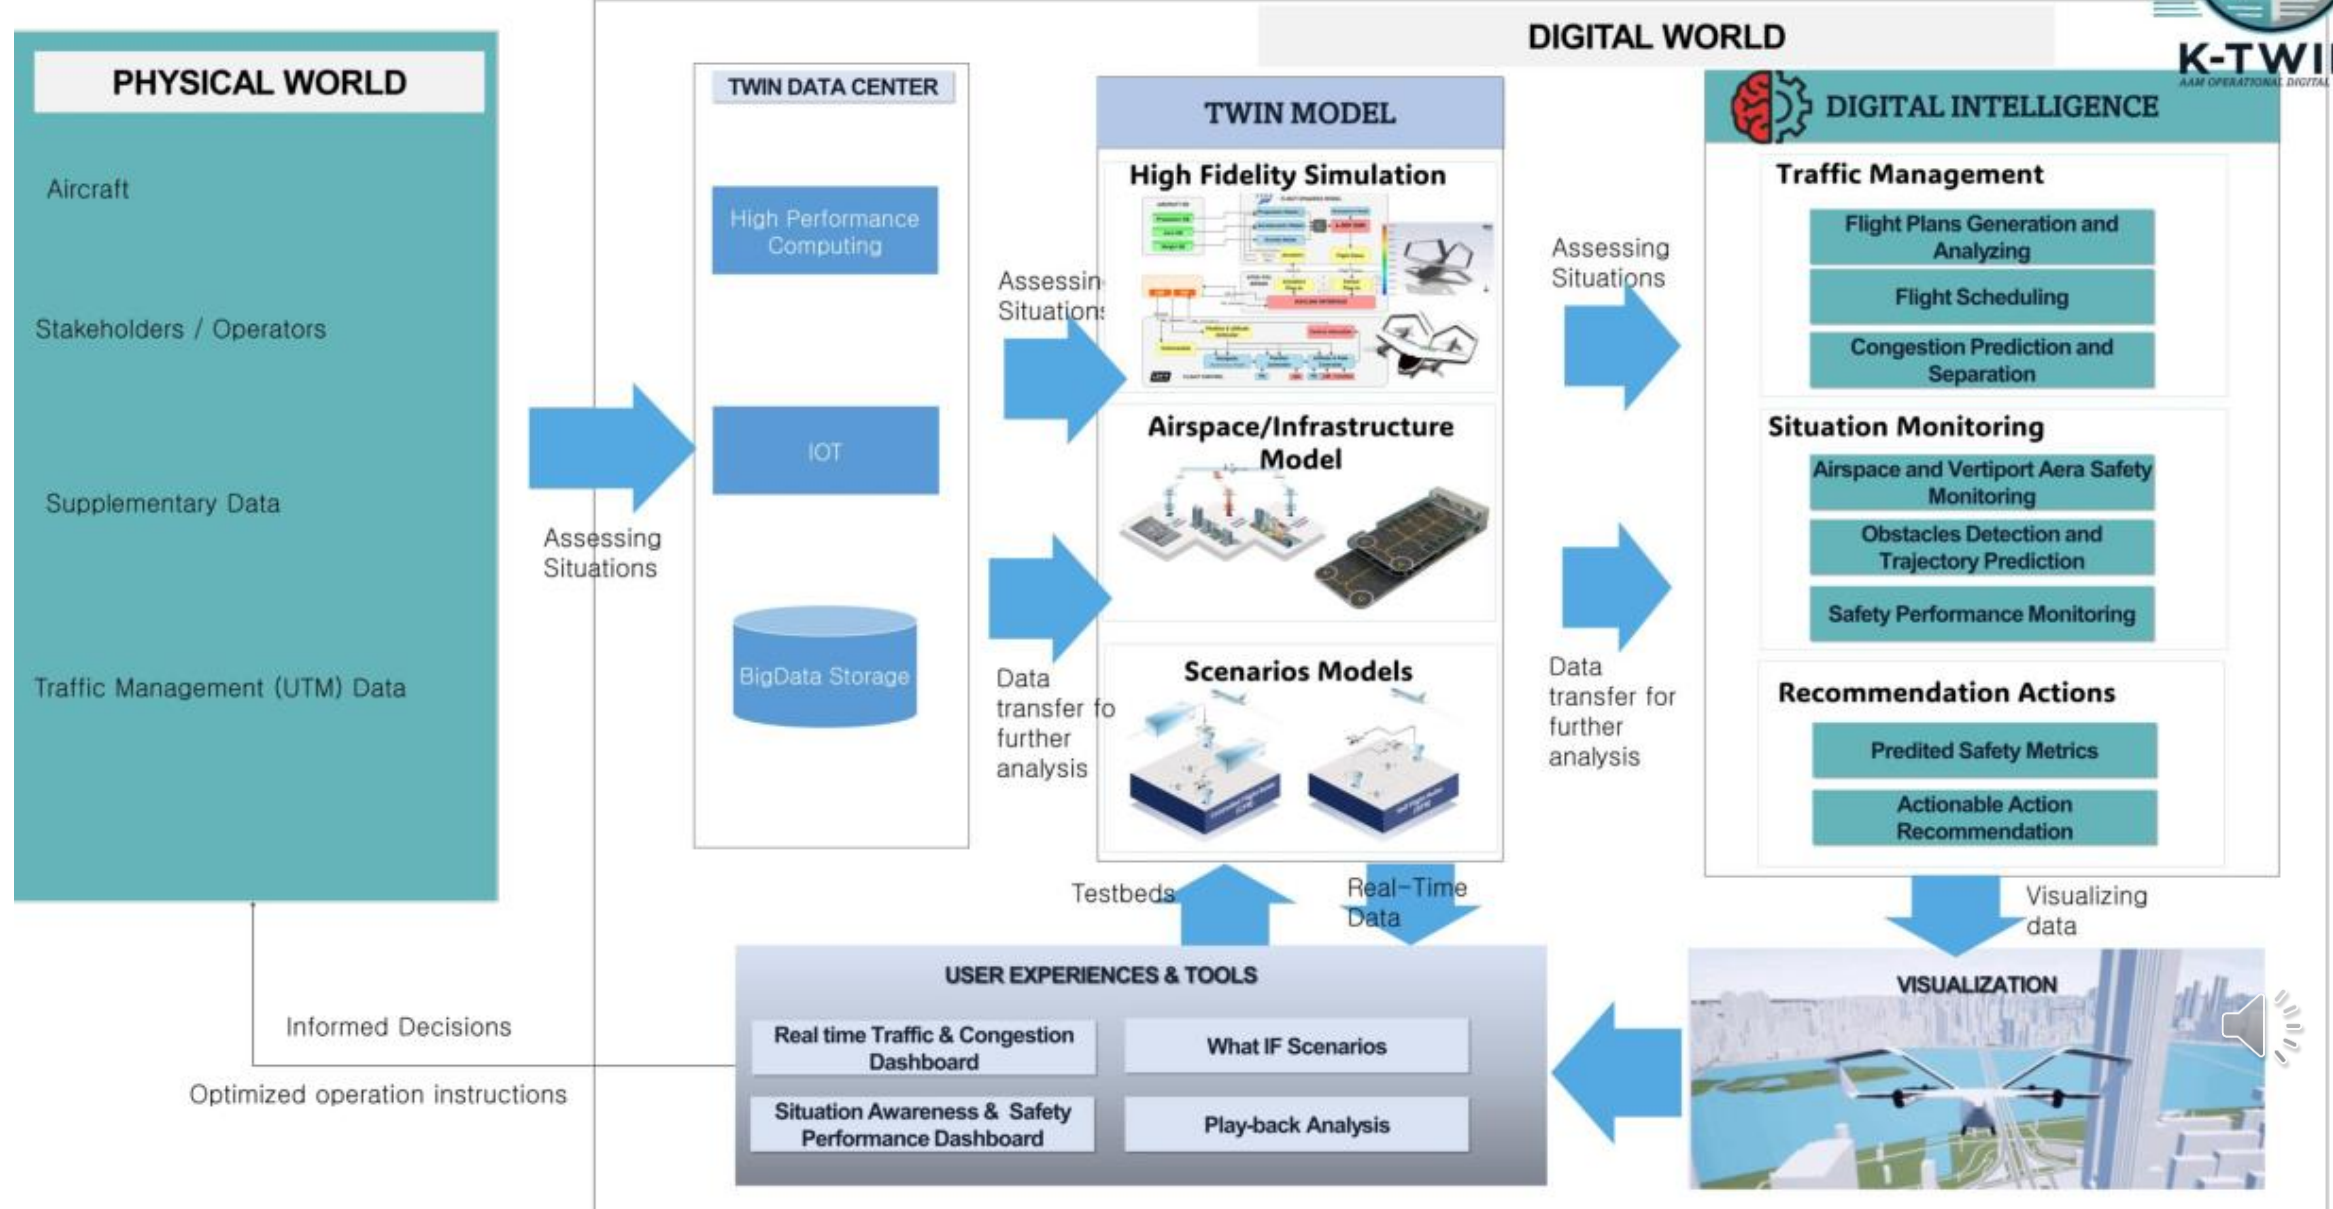 DIGITAL WORLD
K-TWI
AAM OPERATIONAL DIGITAL
PHYSICAL WORLD
Aircraft
Stakeholders / Operators
Supplementary Data
Traffic Management (UTM) Data
Assessing
Situations
TWIN DATA CENTER
High Performance
Computing
IOT
BigData Storage
Assessin
Situations
Data
transfer fo
further
analysis
TWIN MODEL
High Fidelity Simulation
Airspace/Infrastructure
Model
Scenarios Models
Assessing
Situations
Data
transfer for
further
analysis
DIGITAL INTELLIGENCE
Traffic Management
Flight Plans Generation and
Analyzing
Flight Scheduling
Congestion Prediction and
Separation
Situation Monitoring
Airspace and Vertiport Aera Safety
Monitoring
Obstacles Detection and
Trajectory Prediction
Safety Performance Monitoring
Recommendation Actions
Predited Safety Metrics
Actionable Action
Recommendation
Testbeds
Real-Time
Data
Visualizing
data
USER EXPERIENCES & TOOLS
Real time Traffic & Congestion
Dashboard
What IF Scenarios
Situation Awareness & Safety
Performance Dashboard
Play-back Analysis
VISUALIZATION
Informed Decisions
Optimized operation instructions